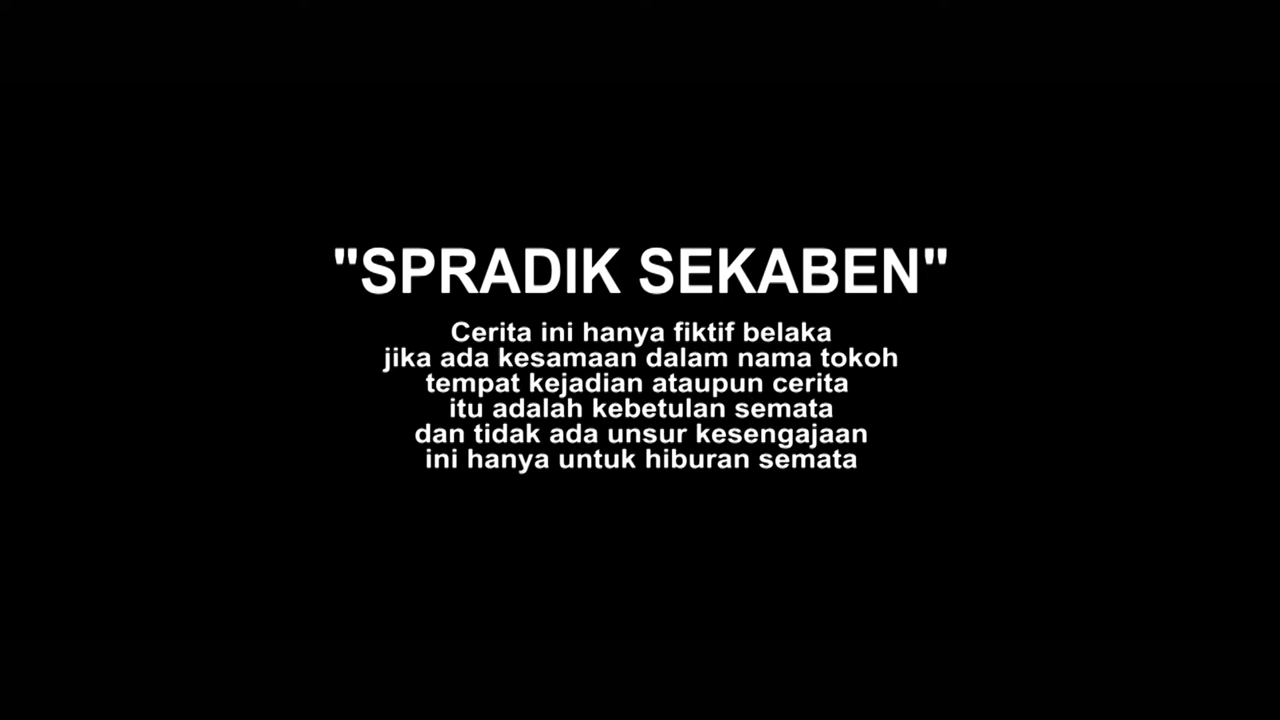 "SPRADIK SEKABEN"
Cerita ini hanya fiktif belaka
jika ada kesamaan dalam nama tokoh
tempat kejadian ataupun cerita
itu adalah kebetulan semata
dan tidak ada unsur kesengajaan
ini hanya untuk hiburan semata